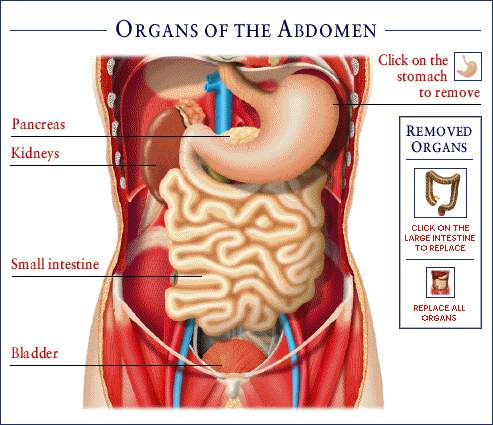 ORGANS OF THE ABDOMEN
Click on the
stomach
to remove
Pancreas
Kidneys
Small intestine
Bladder
REMOVED
ORGANS
CLICK ON THE
LARGE INTESTINE
TO REPLACE
REPLACE ALL
ORGANS